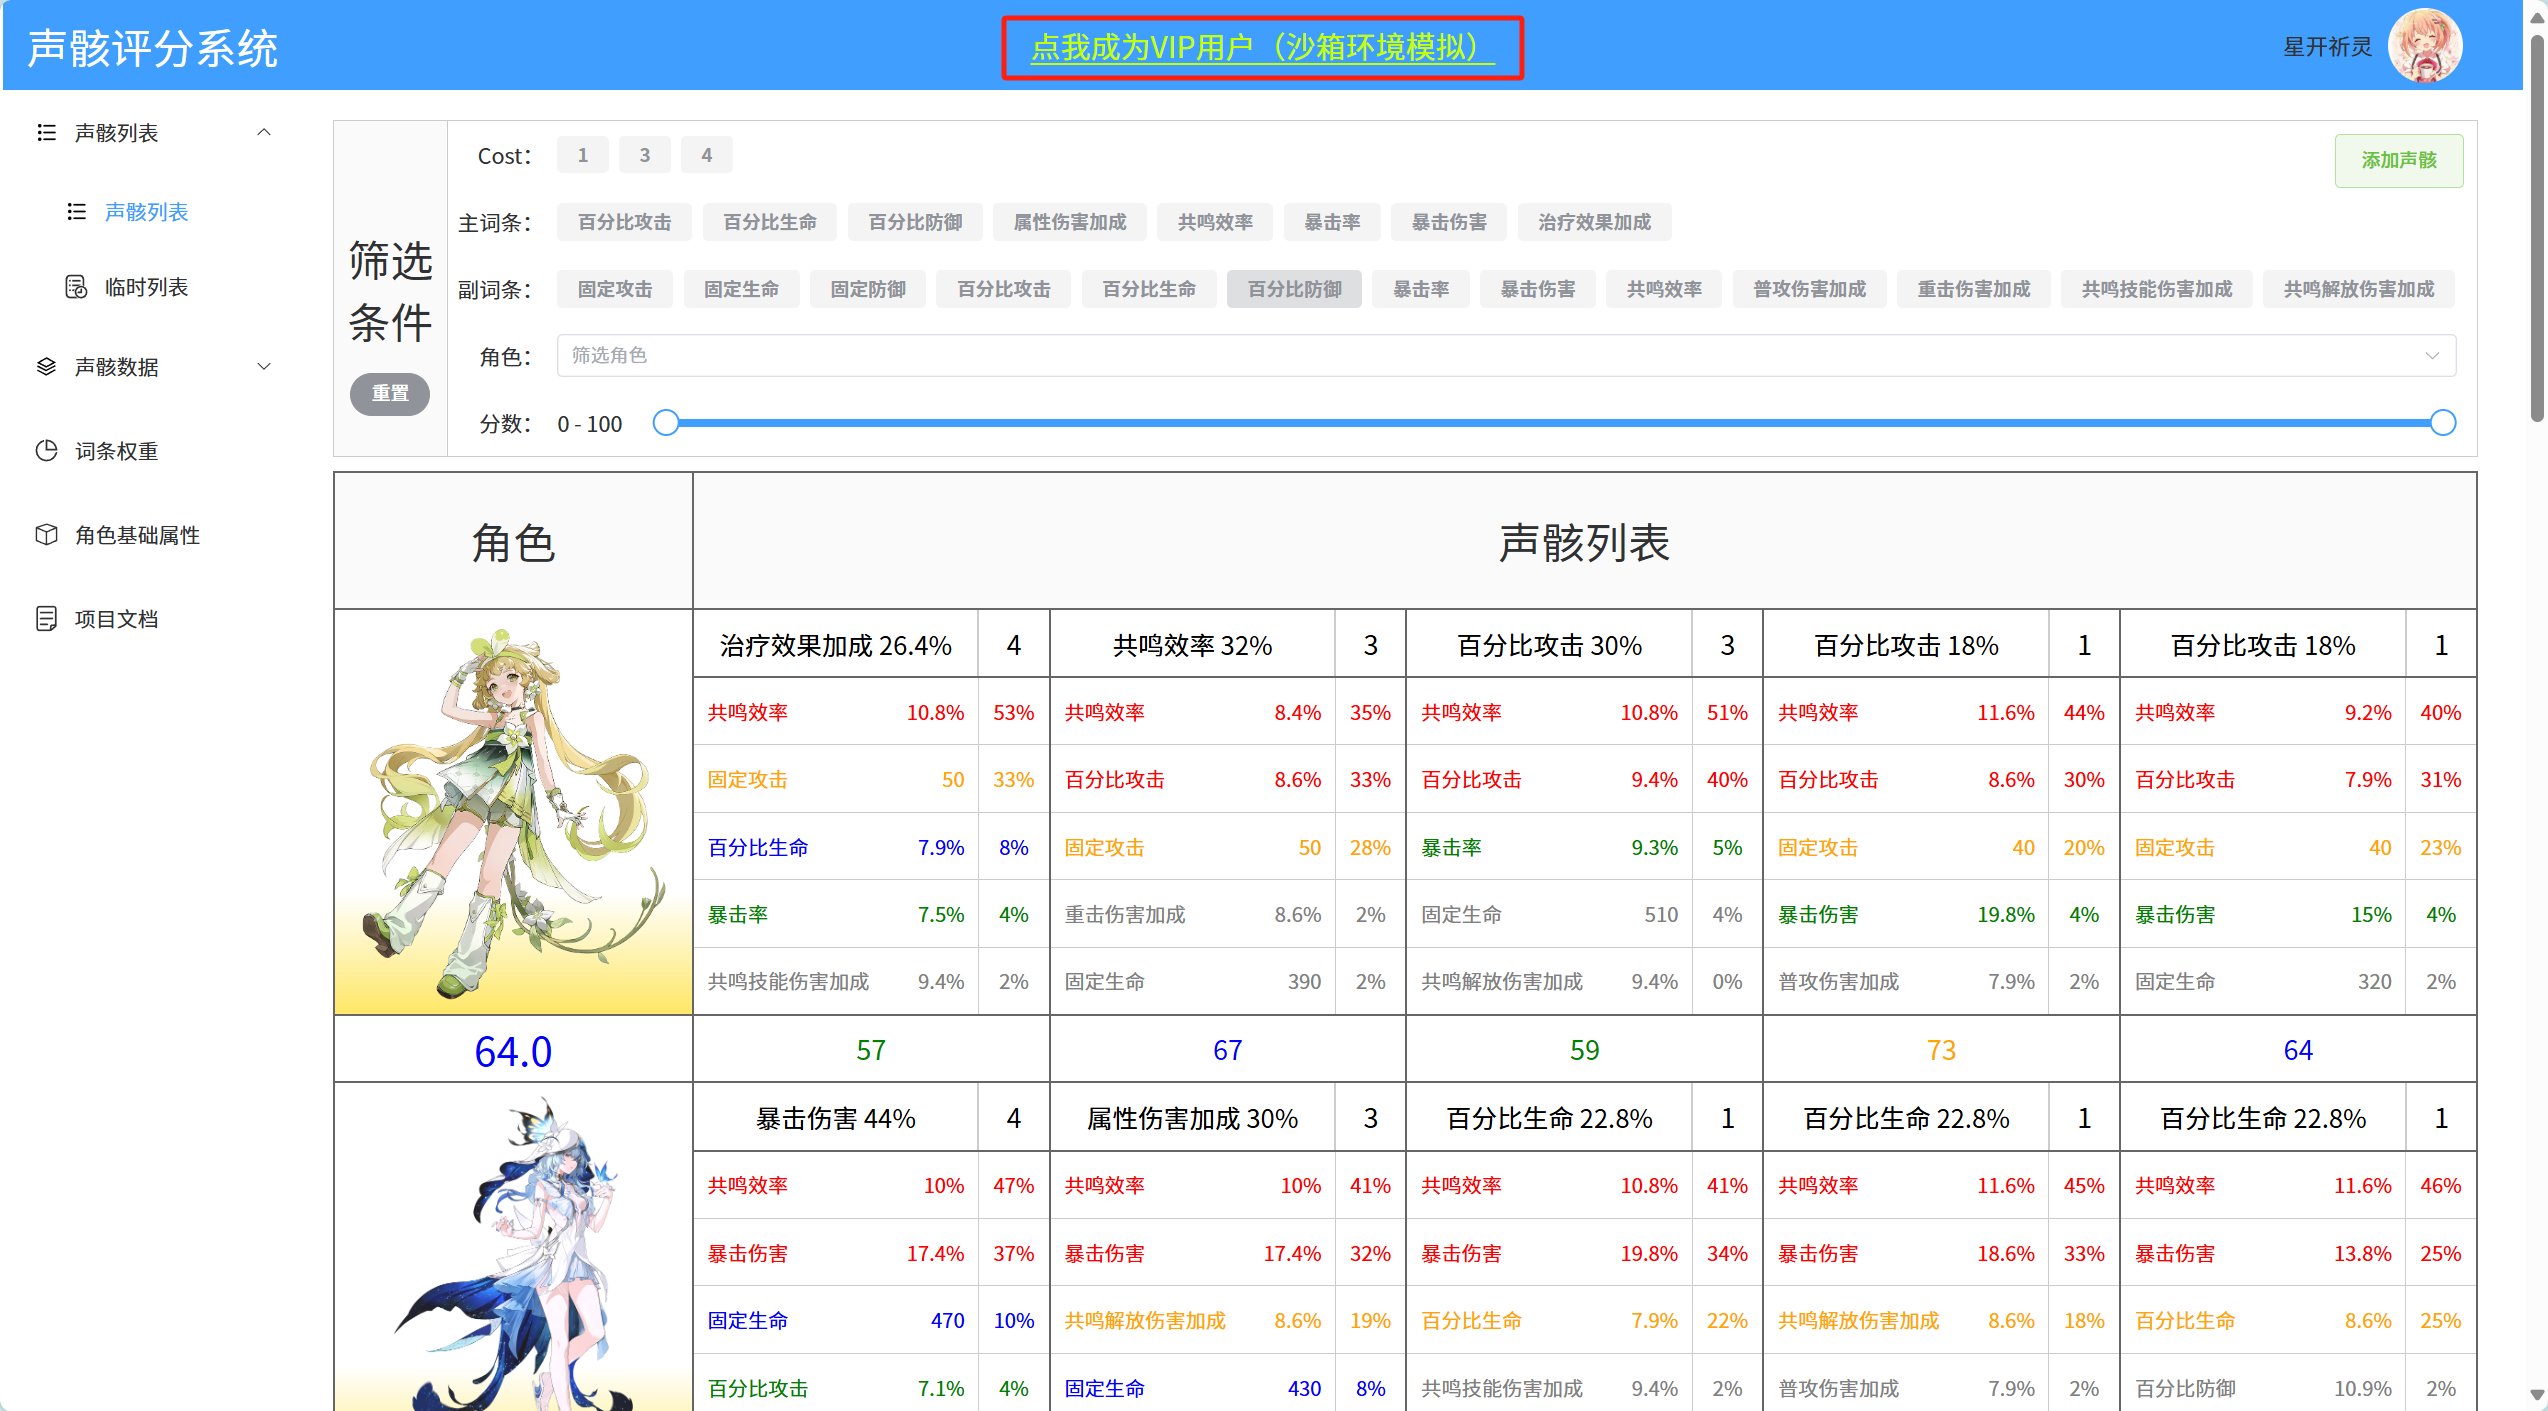 声骸评分系统
点我成为VIP用户（沙箱环境模拟）
星开祈灵
声骸列表
声骸列表
临时列表
声骸数据
词条权重
角色基础属性
项目文档
筛选
条件
重置
Cost： 1 3 4
添加声骸
主词条： 百分比攻击 百分比生命 百分比防御 属性伤害加成 共鸣效率 暴击率 暴击伤害 治疗效果加成
副词条： 固定攻击 固定生命 固定防御 百分比攻击 百分比生命 百分比防御 暴击率 暴击伤害 共鸣效率 普攻伤害加成 重击伤害加成 共鸣技能伤害加成 共鸣解放伤害加成
角色： 筛选角色
分数： 0 - 100
角色 声骸列表
治疗效果加成 26.4% 4 共鸣效率 32% 3 百分比攻击 30% 3 百分比攻击 18% 1 百分比攻击 18% 1
共鸣效率 10.8% 53% 共鸣效率 8.4% 35% 共鸣效率 10.8% 51% 共鸣效率 11.6% 44% 共鸣效率 9.2% 40%
固定攻击 50 33% 百分比攻击 8.6% 33% 百分比攻击 9.4% 40% 百分比攻击 8.6% 30% 百分比攻击 7.9% 31%
百分比生命 7.9% 8% 固定攻击 50 28% 暴击率 9.3% 5% 固定攻击 40 20% 固定攻击 40 23%
暴击率 7.5% 4% 重击伤害加成 8.6% 2% 固定生命 510 4% 暴击伤害 19.8% 4% 暴击伤害 15% 4%
共鸣技能伤害加成 9.4% 2% 固定生命 390 2% 共鸣解放伤害加成 9.4% 0% 普攻伤害加成 7.9% 2% 固定生命 320 2%
64.0 57 67 59 73 64
暴击伤害 44% 4 属性伤害加成 30% 3 百分比生命 22.8% 1 百分比生命 22.8% 1 百分比生命 22.8% 1
共鸣效率 10% 47% 共鸣效率 10% 41% 共鸣效率 10.8% 41% 共鸣效率 11.6% 45% 共鸣效率 11.6% 46%
暴击伤害 17.4% 37% 暴击伤害 17.4% 32% 暴击伤害 19.8% 34% 暴击伤害 18.6% 33% 暴击伤害 13.8% 25%
固定生命 470 10% 共鸣解放伤害加成 8.6% 19% 百分比生命 7.9% 22% 共鸣解放伤害加成 8.6% 18% 百分比生命 8.6% 25%
百分比攻击 7.1% 4% 固定生命 430 8% 共鸣技能伤害加成 9.4% 2% 普攻伤害加成 7.9% 2% 百分比防御 10.9% 2%